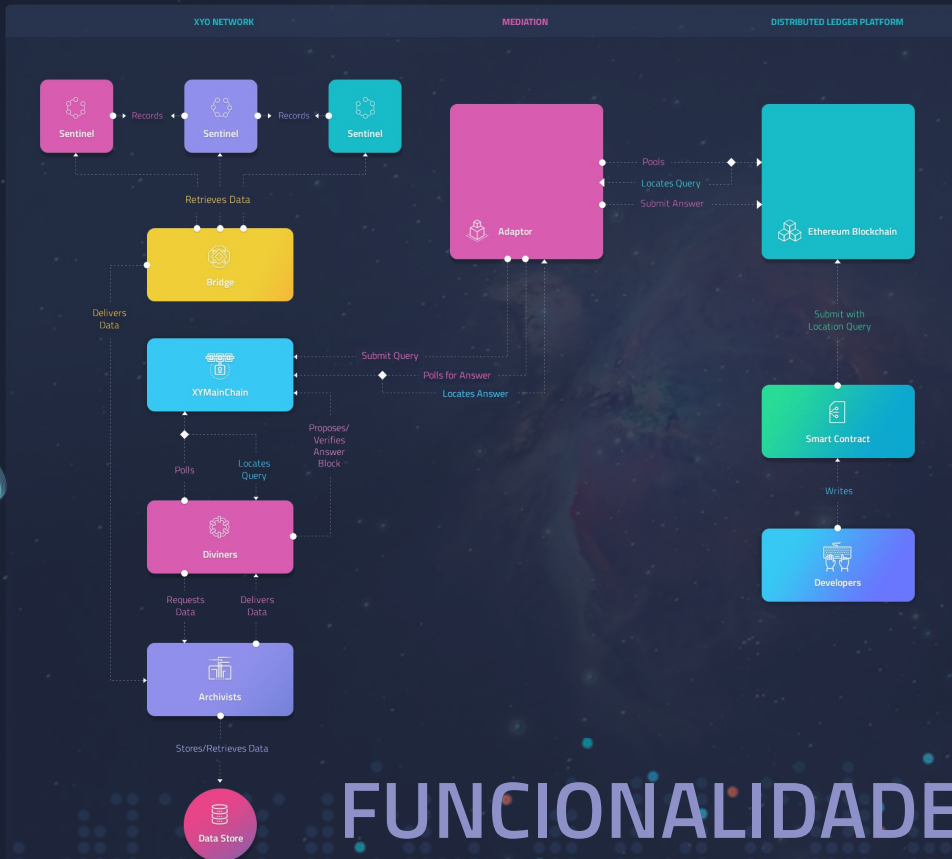 XYO NETWORK
MEDIATION
DISTRIBUTED LEDGER PLATFORM
Sentinel
Records
Sentinel
Records
Sentinel
Retrieves Data
Bridge
Delivers
Data
XYMainChain
Submit Query
Polls for Answer
Locates Answer
Proposes/
Verifies
Answer
Block
Polls
Locates
Query
Diviners
Requests
Data
Delivers
Data
Archivists
Stores/Retrieves Data
Data Store
Adaptor
Pools
Locates Query
Submit Answer
Ethereum Blockchain
Submit with
Location Query
Smart Contract
Writes
Developers
FUNCIONALIDADE